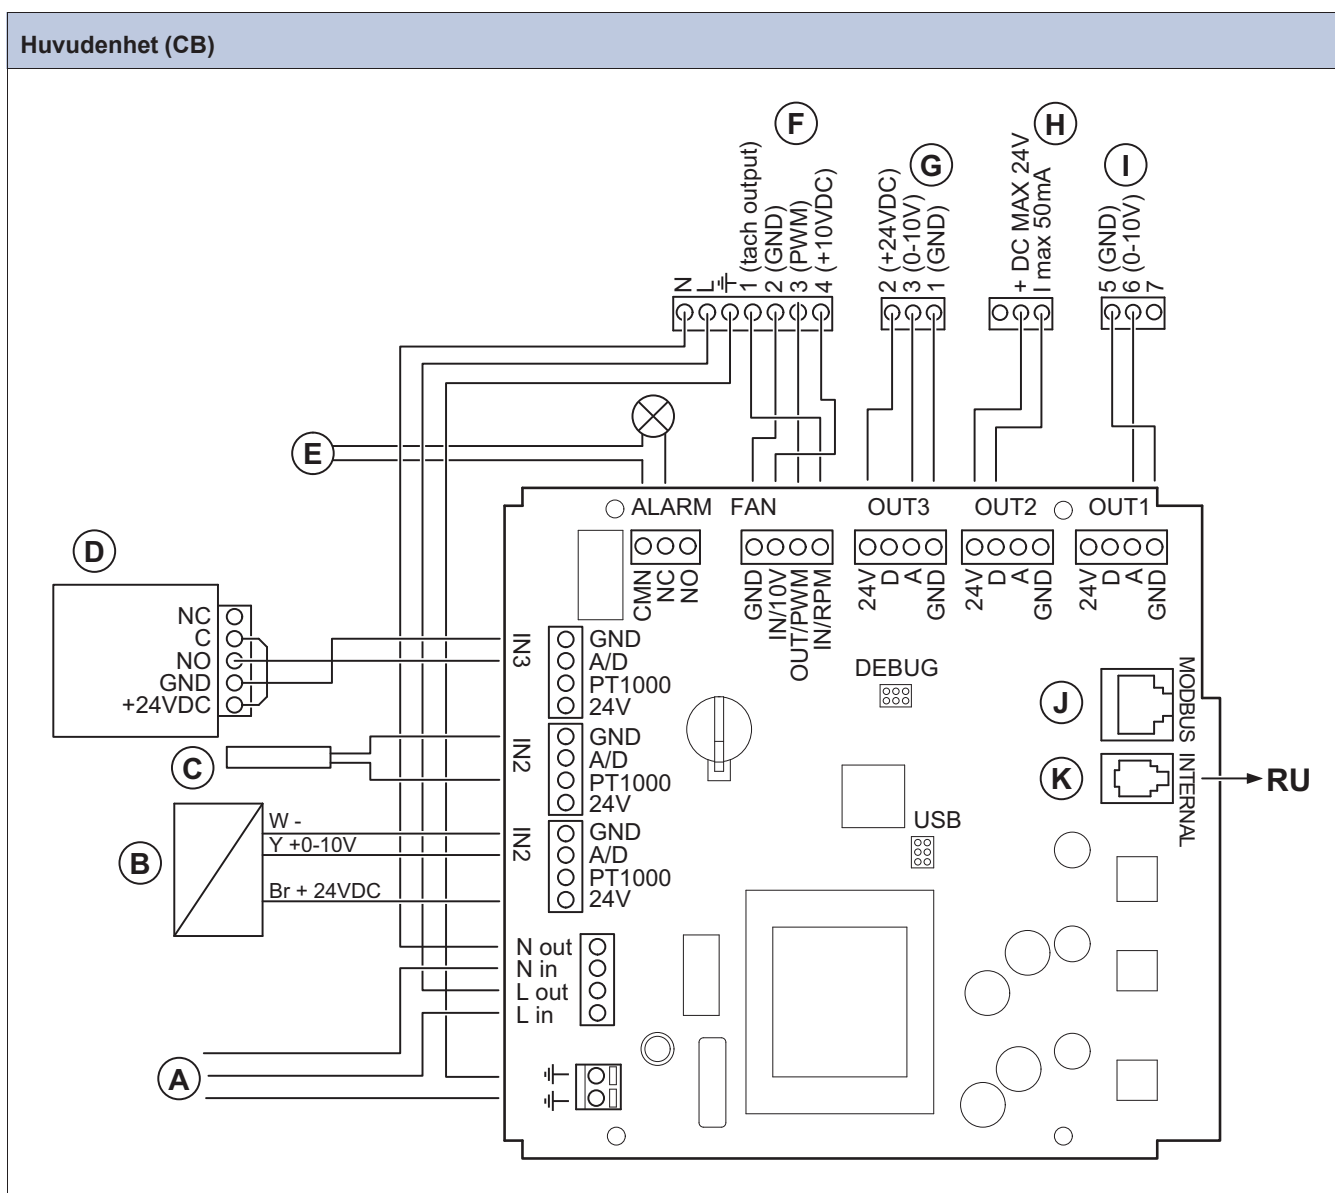 Huvudenhet (CB)
F
H
G
I
N
L
1 (tach output)
2 (GND)
3 (PWM)
4 (+10VDC)
2 (+24VDC)
3 (0-10V)
1 (GND)
+ DC MAX 24V
I max 50mA
5 (GND)
6 (0-10V)
7
E
D
ALARM
FAN
OUT3
OUT2
OUT1
CMN
NC
NO
GND
IN/10V
OUT/PWM
IN/RPM
24V
D
A
GND
24V
D
A
GND
24V
D
A
GND
NC
C
NO
GND
+24VDC
IN3
GND
A/D
PT1000
24V
DEBUG
J
MODBUS
C
IN2
GND
A/D
PT1000
24V
K
INTERNAL
RU
B
W -
Y +0-10V
Br + 24VDC
IN2
GND
A/D
PT1000
24V
USB
N out
N in
L out
L in
A